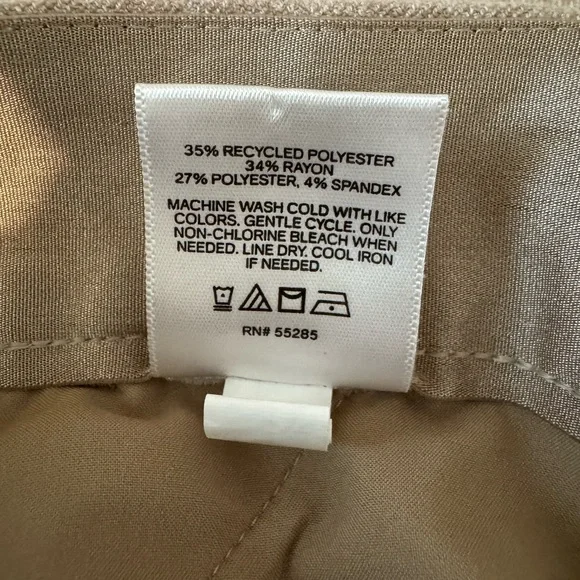 35% RECYCLED POLYESTER
34% RAYON
27% POLYESTER, 4% SPANDEX
MACHINE WASH COLD WITH LIKE
COLORS. GENTLE CYCLE. ONLY
NON-CHLORINE BLEACH WHEN
NEEDED. LINE DRY. COOL IRON
IF NEEDED.
RN# 55285